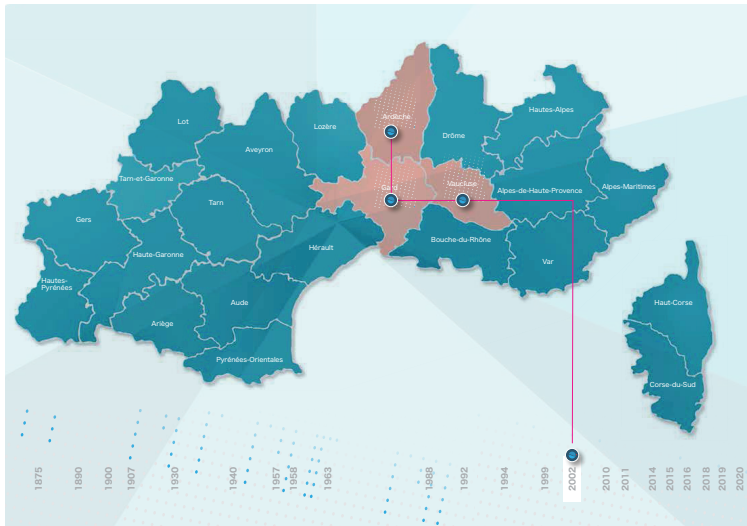 Ardèche
Hautes-Alpes
Lot
Lozère
Drôme
Aveyron
Tarn-et-Garonne
Gard
Vaucluse
Alpes-de-Haute-Provence
Alpes-Maritimes
Tarn
Gers
Hérault
Bouche-du-Rhône
Haute-Garonne
Var
Hautes-
Pyrénées
Aude
Haut-Corse
Ariège
Pyrénées-Orientales
Corse-du-Sud
1875
1890
1900
1907
1930
1940
1957
1958
1963
1988
1992
1994
1999
2002
2010
2011
2014
2015
2016
2018
2019
2020